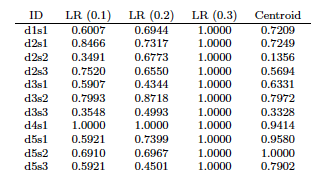 ID LR (0.1) LR (0.2) LR (0.3) Centroid
d1s1 0.6007 0.6944 1.0000 0.7209
d2s1 0.8466 0.7317 1.0000 0.7249
d2s2 0.3491 0.6773 1.0000 0.1356
d2s3 0.7520 0.6550 1.0000 0.5694
d3s1 0.5907 0.4344 1.0000 0.6331
d3s2 0.7993 0.8718 1.0000 0.7972
d3s3 0.3548 0.4993 1.0000 0.3328
d4s1 1.0000 1.0000 1.0000 0.9414
d5s1 0.5921 0.7399 1.0000 0.9580
d5s2 0.6910 0.6967 1.0000 1.0000
d5s3 0.5921 0.4501 1.0000 0.7902